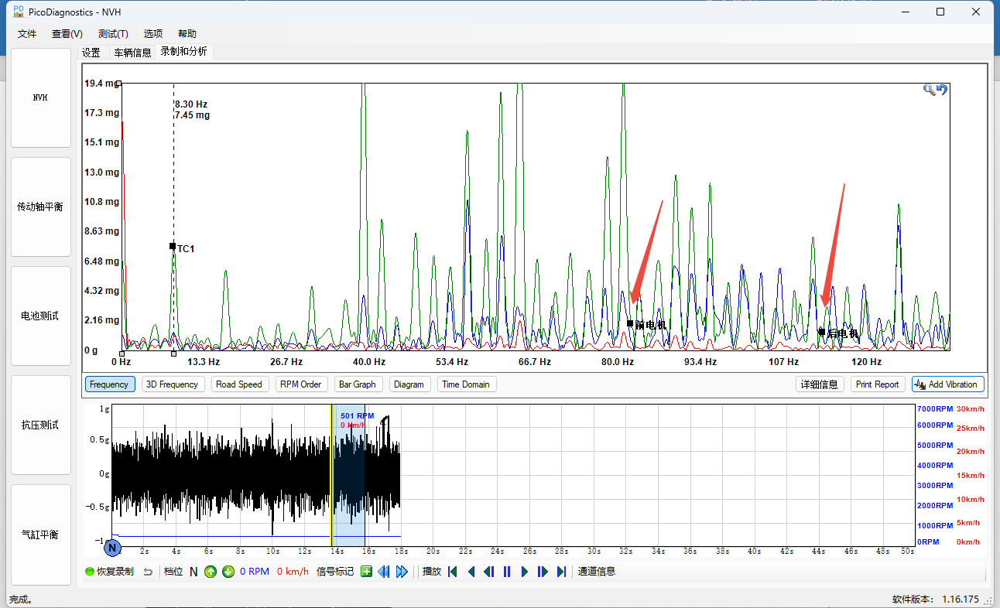 PicoDiagnostics - NVH
文件 查看(V) 测试(T) 选项 帮助
设置 车辆信息 录制和分析
NVH
传动轴平衡
电池测试
抗压测试
气缸平衡
19.4 mg
17.3 mg
15.1 mg
13.0 mg
10.8 mg
8.63 mg
6.48 mg
4.32 mg
2.16 mg
0 g
8.30 Hz
7.45 mg
TC1
前电机
后电机
0 Hz 13.3 Hz 26.7 Hz 40.0 Hz 53.4 Hz 66.7 Hz 80.0 Hz 93.4 Hz 107 Hz 120 Hz
Frequency 3D Frequency Road Speed RPM Order Bar Graph Diagram Time Domain 详细信息 Print Report Add Vibration
1g
0.5g
0g
-0.5g
-1g
501 RPM
0 km/h
7000RPM 30km/h
6000RPM 25km/h
5000RPM 20km/h
4000RPM 15km/h
3000RPM 10km/h
2000RPM 5km/h
1000RPM 0km/h
0RPM
N 2s 4s 6s 8s 10s 12s 14s 16s 18s 20s 22s 24s 26s 28s 30s 32s 34s 36s 38s 40s 42s 44s 46s 48s 50s
恢复录制 档位 N 0 RPM 0 km/h 信号标记 播放 通道信息
完成。 软件版本： 1.16.175